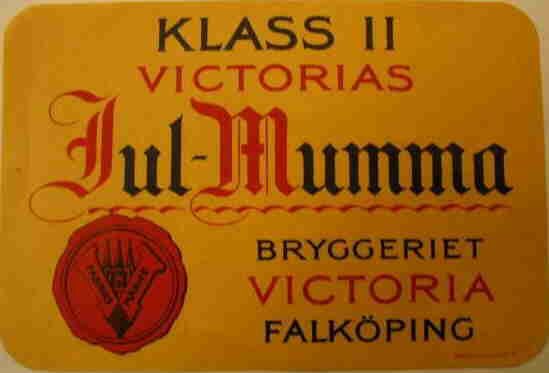 KLASS II
VICTORIAS
Jul-Mumma
BRYGGERIET
VICTORIA
FALKÖPING